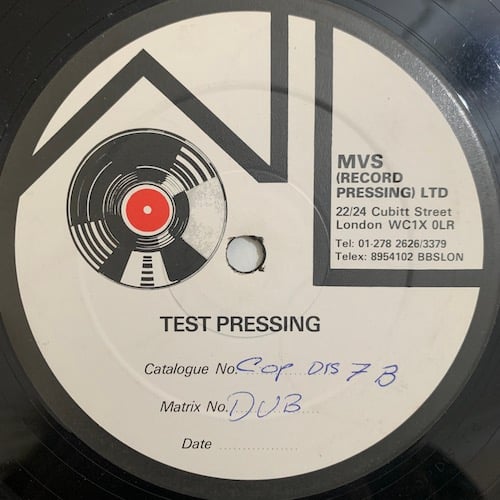 MVS
(RECORD
PRESSING) LTD
22/24 Cubitt Street
London WC1X 0LR
Tel: 01-278 2626/3379
Telex: 8954102 BBSLON
TEST PRESSING
Catalogue No. COP DIS 7 B
Matrix No. DUB
Date ..................